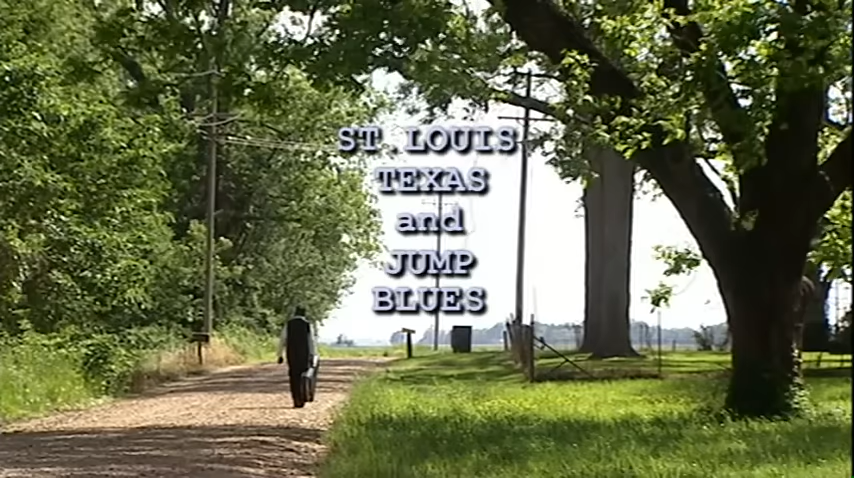 ST. LOUIS
TEXAS
and
JUMP
BLUES